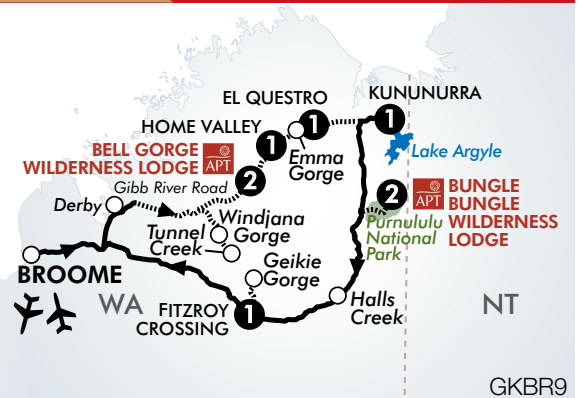 KUNUNURRA
1
EL QUESTRO
1
HOME VALLEY
1
Emma
Gorge
Lake Argyle
BELL GORGE
WILDERNESS LODGE
APT
2
Gibb River Road
Derby
2
APT
BUNGLE
BUNGLE
WILDERNESS
LODGE
Purnululu
National
Park
Windjana
Gorge
Tunnel
Creek
Geikie
Gorge
BROOME
WA
FITZROY
CROSSING
1
Halls
Creek
NT
GKBR9